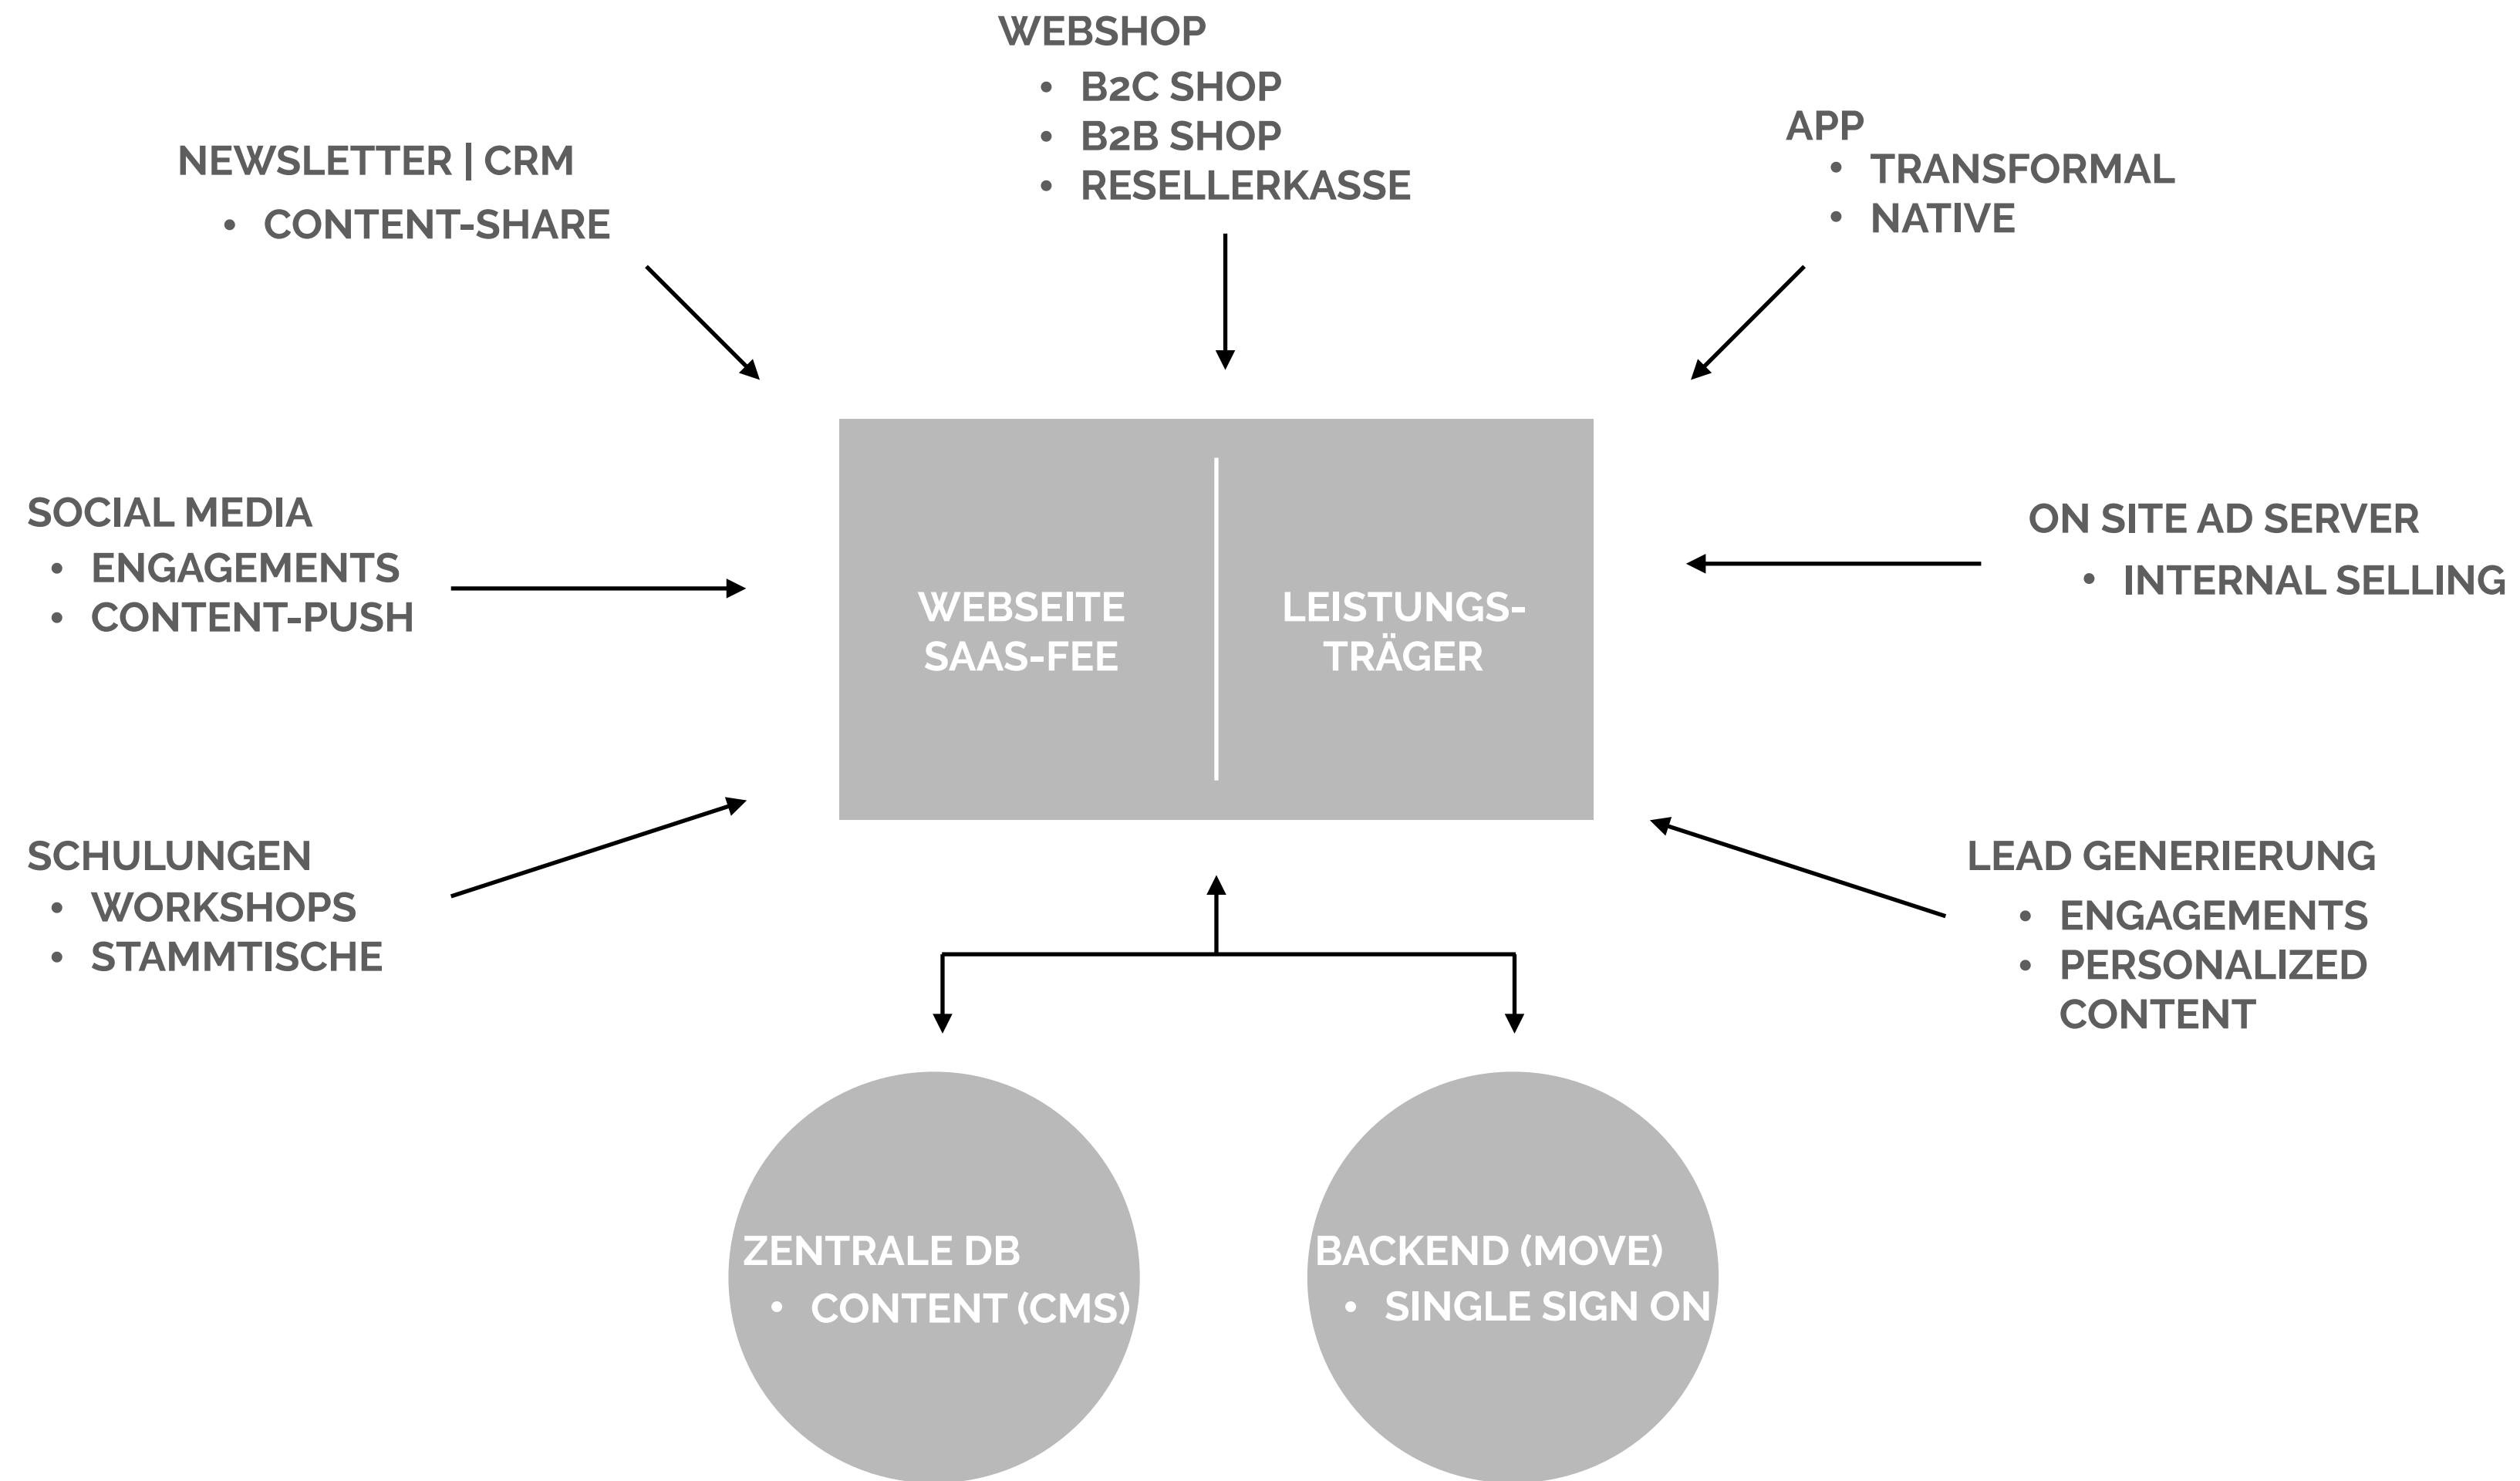 WEBSHOP
• B2C SHOP
• B2B SHOP
• RESELLERKASSE
NEWSLETTER | CRM
• CONTENT-SHARE
APP
• TRANSFORMAL
• NATIVE
SOCIAL MEDIA
• ENGAGEMENTS
• CONTENT-PUSH
WEBSEITE
SAAS-FEE
LEISTUNGS-
TRÄGER
ON SITE AD SERVER
• INTERNAL SELLING
SCHULUNGEN
• WORKSHOPS
• STAMMTISCHE
LEAD GENERIERUNG
• ENGAGEMENTS
• PERSONALIZED
CONTENT
ZENTRALE DB
• CONTENT (CMS)
BACKEND (MOVE)
• SINGLE SIGN ON